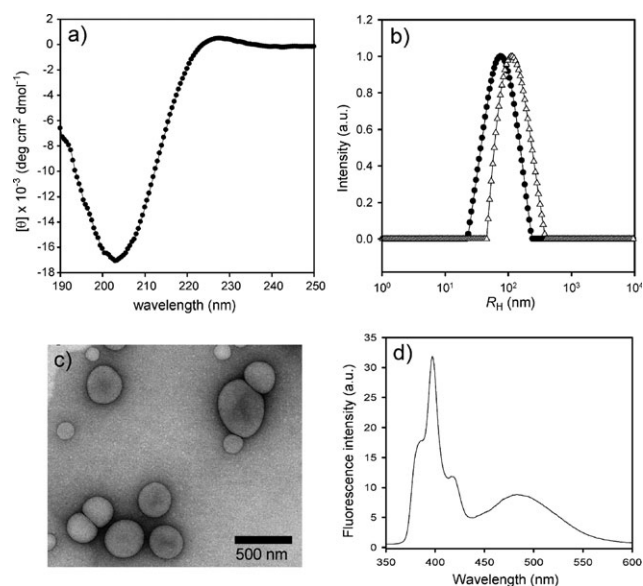 a)
2
0
-2
-4
-6
-8
-10
-12
-14
-16
-18
190 200 210 220 230 240 250
[θ] x 10⁻³ (deg cm² dmol⁻¹)
wavelength (nm)
b)
1.0
0.8
0.6
0.4
0.2
0.0
10⁰ 10¹ 10² 10³ 10⁴
Intensity (a.u.)
R_H (nm)
c)
500 nm
d)
35
30
25
20
15
10
5
0
350 400 450 500 550 600
Fluorescence intensity (a.u.)
Wavelength (nm)